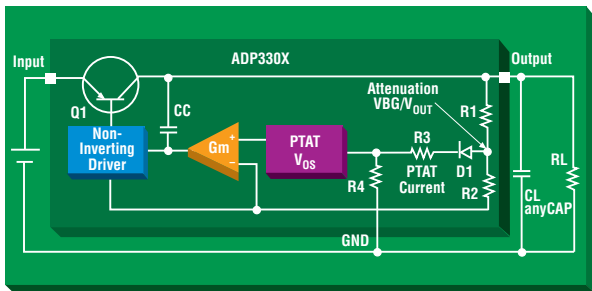 ADP330X
Input
Output
Q1
CC
Attenuation
VBG/VOUT
R1
Non-
Inverting
Driver
Gm
+
−
PTAT
VOS
R3
D1
PTAT
Current
R4
R2
RL
CL
anyCAP
GND